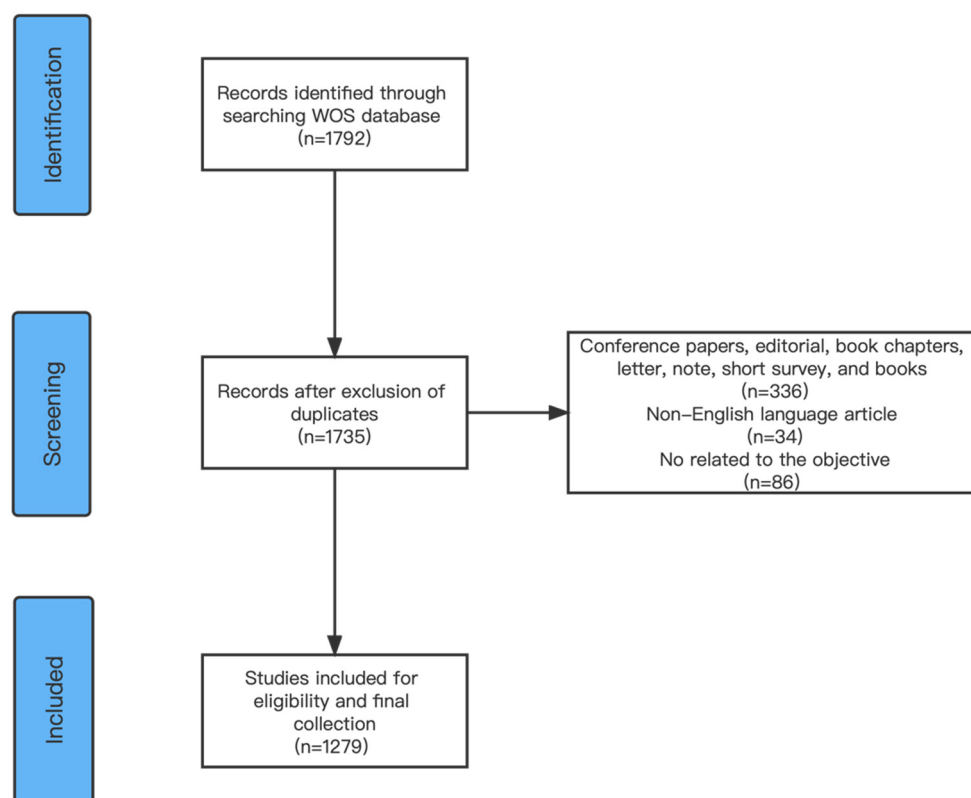 Identification
Records identified through
searching WOS database
(n=1792)
Screening
Records after exclusion of
duplicates
(n=1735)
Conference papers, editorial, book chapters,
letter, note, short survey, and books
(n=336)
Non-English language article
(n=34)
No related to the objective
(n=86)
Included
Studies included for
eligibility and final
collection
(n=1279)